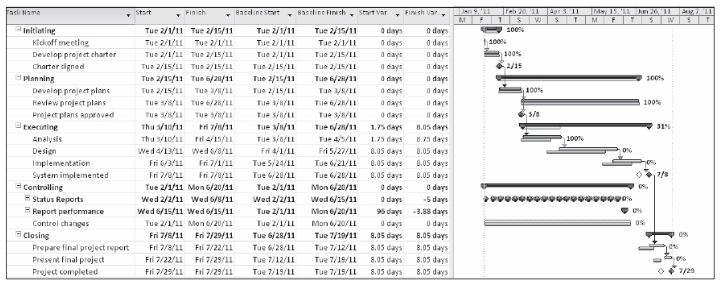 Task Name Start Finish Baseline Start Baseline Finish Start Var. Finish Var. Jan 9, '11 Feb 20, '11 Apr 3, '11 May 15, '11 Jun 26, '11 Aug 7, '11
M F T S W S T M F T S W S T
Initiating Tue 2/1/11 Tue 2/15/11 Tue 2/1/11 Tue 2/15/11 0 days 0 days 100%
Kickoff meeting Tue 2/1/11 Tue 2/1/11 Tue 2/1/11 Tue 2/1/11 0 days 0 days 100%
Develop project charter Tue 2/1/11 Tue 2/15/11 Tue 2/1/11 Tue 2/15/11 0 days 0 days 100%
Charter signed Tue 2/15/11 Tue 2/15/11 Tue 2/15/11 Tue 2/15/11 0 days 0 days 2/15
Planning Tue 2/15/11 Tue 6/28/11 Tue 2/15/11 Tue 6/28/11 0 days 0 days 100%
Develop project plans Tue 2/15/11 Tue 3/8/11 Tue 2/15/11 Tue 3/8/11 0 days 0 days 100%
Review project plans Tue 3/8/11 Tue 6/28/11 Tue 3/8/11 Tue 6/28/11 0 days 0 days 100%
Project plans approved Tue 3/8/11 Tue 3/8/11 Tue 3/8/11 Tue 3/8/11 0 days 0 days 3/8
Executing Thu 3/10/11 Fri 7/8/11 Tue 3/8/11 Tue 6/28/11 1.75 days 8.05 days 31%
Analysis Thu 3/10/11 Fri 4/15/11 Tue 3/8/11 Tue 4/5/11 1.75 days 8.75 days 100%
Design Wed 4/13/11 Wed 6/8/11 Fri 4/1/11 Fri 5/27/11 8.05 days 8.05 days 0%
Implementation Fri 6/3/11 Fri 7/1/11 Tue 5/24/11 Tue 6/21/11 8.05 days 8.05 days 0%
System implemented Fri 7/8/11 Fri 7/8/11 Tue 6/28/11 Tue 6/28/11 8.05 days 8.05 days 7/8
Controlling Tue 2/1/11 Mon 6/20/11 Tue 2/1/11 Mon 6/20/11 0 days 0 days 0%
Status Reports Wed 2/2/11 Wed 6/8/11 Wed 2/2/11 Wed 6/15/11 0 days -5 days 0%
Report performance Wed 6/15/11 Wed 6/15/11 Tue 2/1/11 Mon 6/20/11 96 days -3.88 days 0%
Control changes Tue 2/1/11 Mon 6/20/11 Tue 2/1/11 Mon 6/20/11 0 days 0 days 0%
Closing Fri 7/8/11 Fri 7/29/11 Tue 6/28/11 Tue 7/19/11 8.05 days 8.05 days 0%
Prepare final project report Fri 7/8/11 Fri 7/22/11 Tue 6/28/11 Tue 7/12/11 8.05 days 8.05 days 0%
Present final project Fri 7/22/11 Fri 7/29/11 Tue 7/12/11 Tue 7/19/11 8.05 days 8.05 days 0%
Project completed Fri 7/29/11 Fri 7/29/11 Tue 7/19/11 Tue 7/19/11 8.05 days 8.05 days 7/29